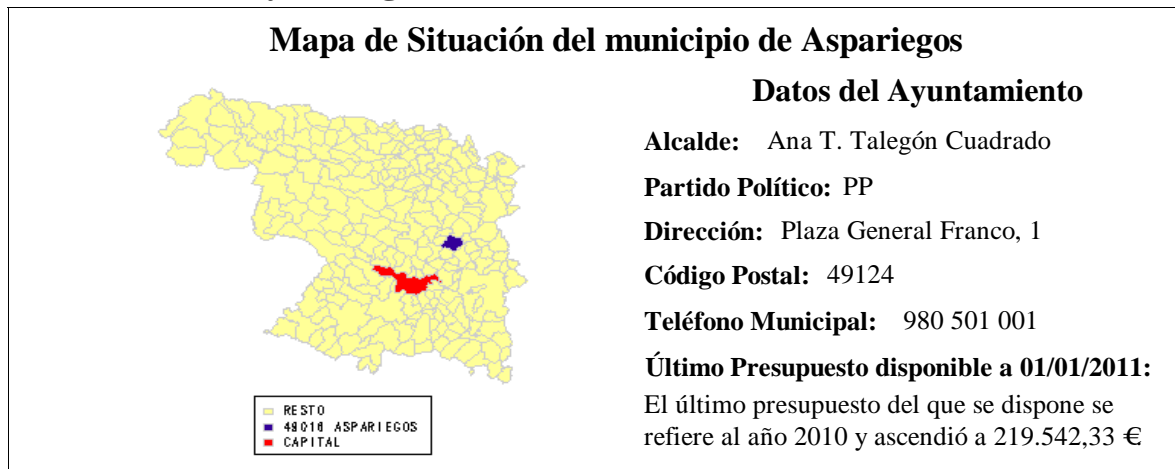 Mapa de Situación del municipio de Aspariegos
RESTO
49016 ASPARIEGOS
CAPITAL
Datos del Ayuntamiento
Alcalde: Ana T. Talegón Cuadrado
Partido Político: PP
Dirección: Plaza General Franco, 1
Código Postal: 49124
Teléfono Municipal: 980 501 001
Último Presupuesto disponible a 01/01/2011:
El último presupuesto del que se dispone se
refiere al año 2010 y ascendió a 219.542,33 €